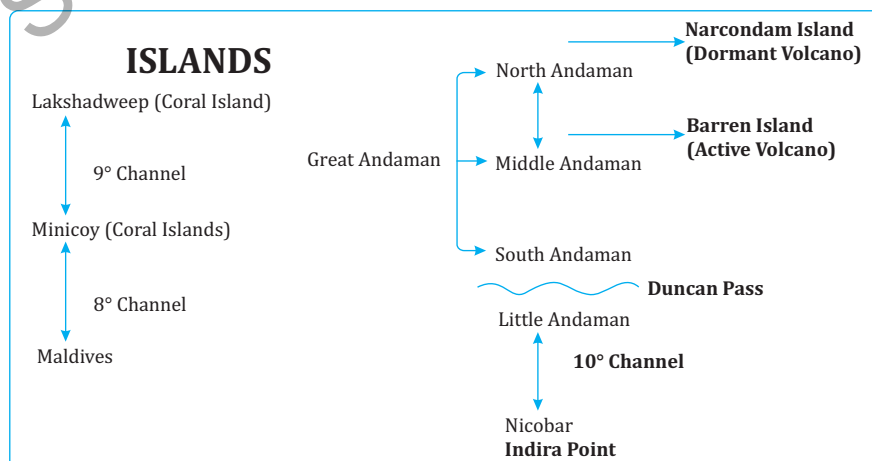 ISLANDS
Lakshadweep (Coral Island)
9° Channel
Minicoy (Coral Islands)
8° Channel
Maldives
Great Andaman
North Andaman
Narcondam Island
(Dormant Volcano)
Middle Andaman
Barren Island
(Active Volcano)
South Andaman
Duncan Pass
Little Andaman
10° Channel
Nicobar
Indira Point